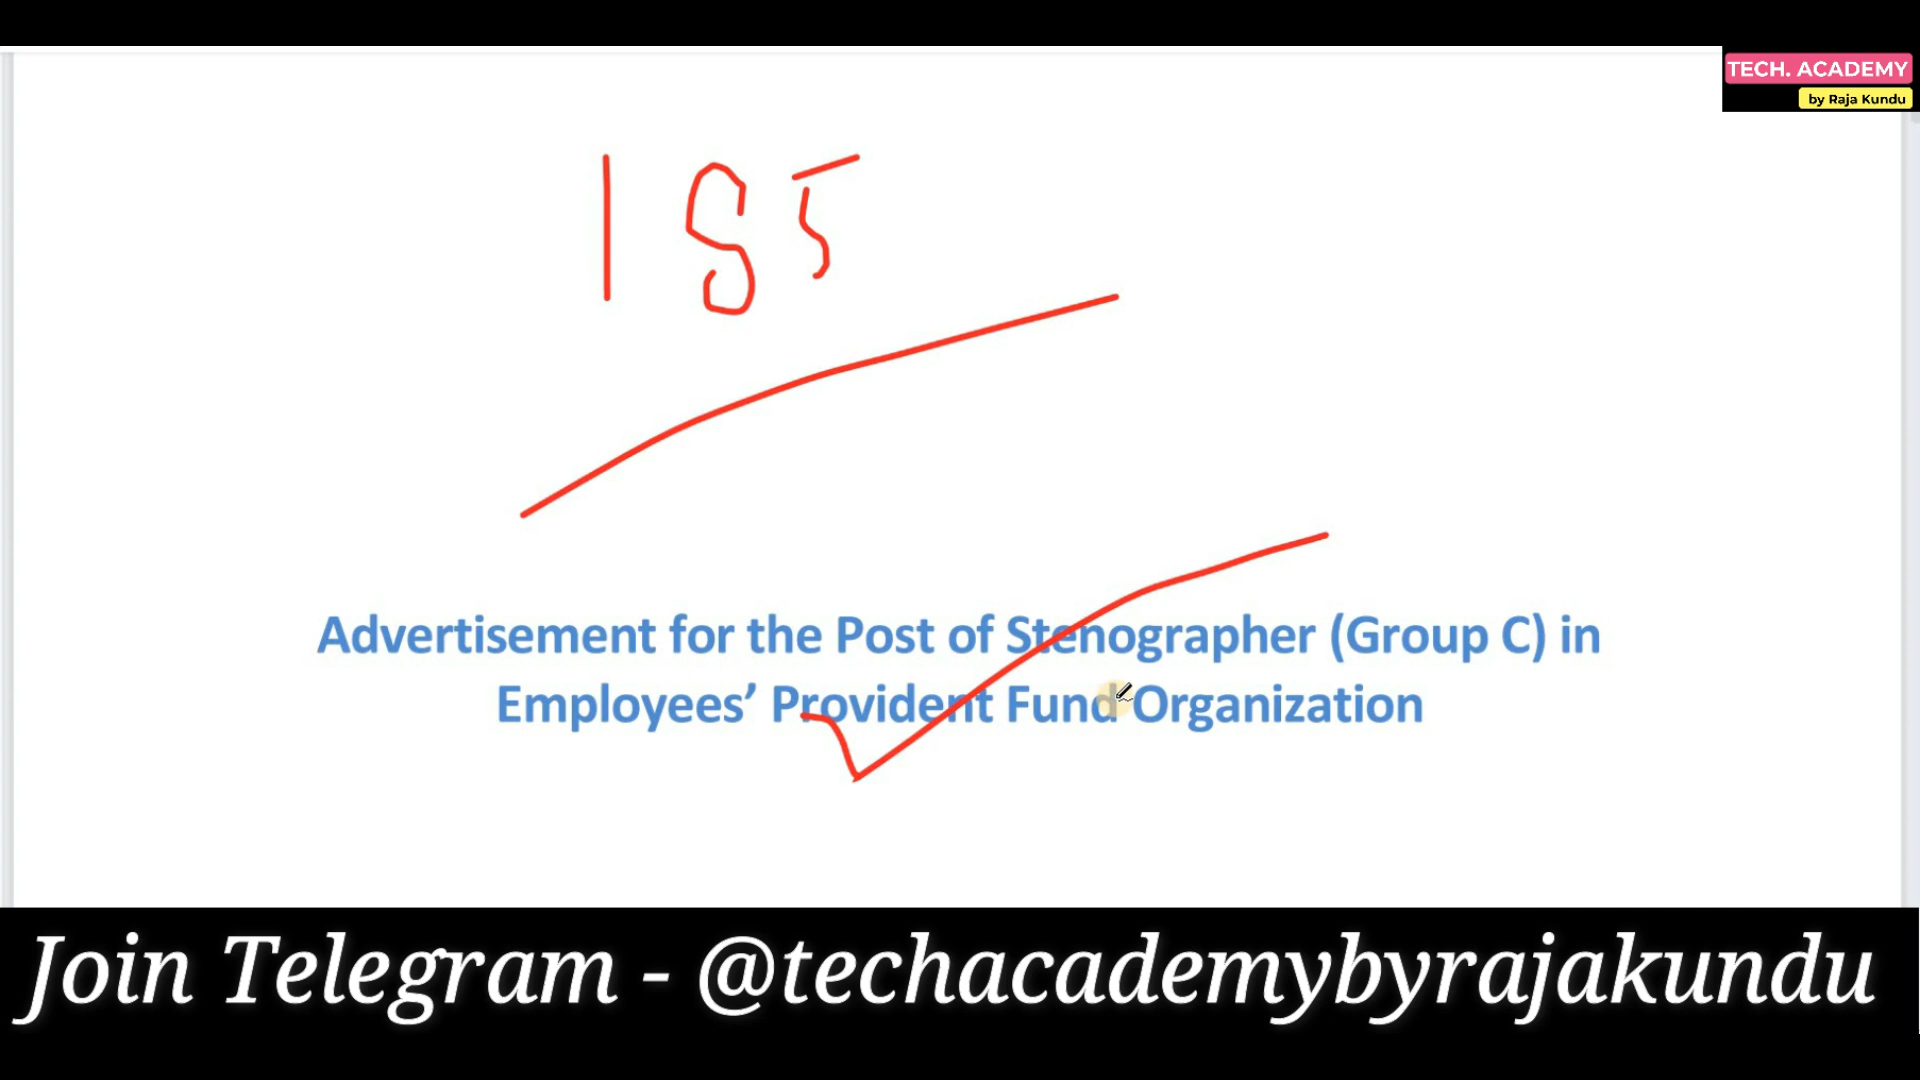 TECH. ACADEMY
by Raja Kundu
185
Advertisement for the Post of Stenographer (Group C) in
Employees’ Provident Fund Organization
Join Telegram - @techacademybyrajakundu